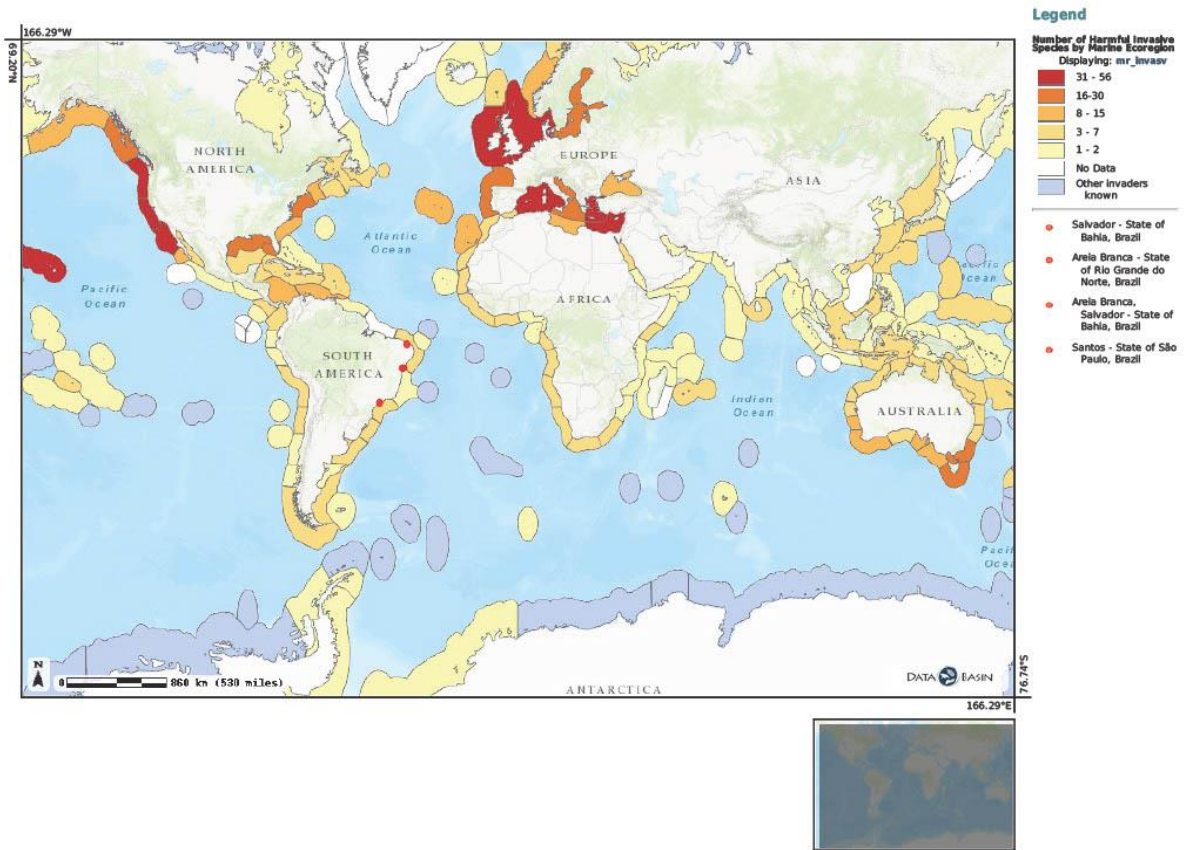 166.29°W
69.20°N
NORTH
AMERICA
EUROPE
ASIA
Atlantic
Ocean
Pacific
Ocean
AFRICA
SOUTH
AMERICA
Indian
Ocean
AUSTRALIA
N
0
860 km (530 miles)
ANTARCTICA
DATA BASIN
76.74°S
166.29°E
Legend
Number of Harmful Invasive
Species by Marine Ecoregion
Displaying: mr_invasv
31 - 56
16-30
8 - 15
3 - 7
1 - 2
No Data
Other invaders
known
Salvador - State of
Bahia, Brazil
Areia Branca - State
of Rio Grande do
Norte, Brazil
Areia Branca,
Salvador - State of
Bahia, Brazil
Santos - State of São
Paulo, Brazil